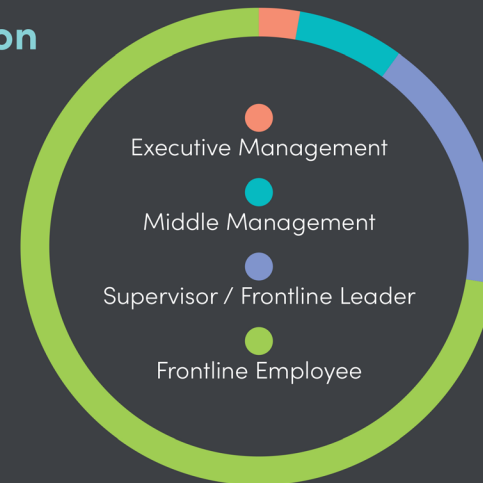 on
Executive Management
Middle Management
Supervisor / Frontline Leader
Frontline Employee